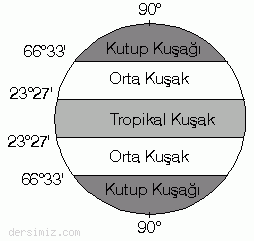 90°
66°33' Kutup Kuşağı
Orta Kuşak
23°27'
Tropikal Kuşak
23°27'
Orta Kuşak
66°33'
Kutup Kuşağı
90°
dersimiz.com